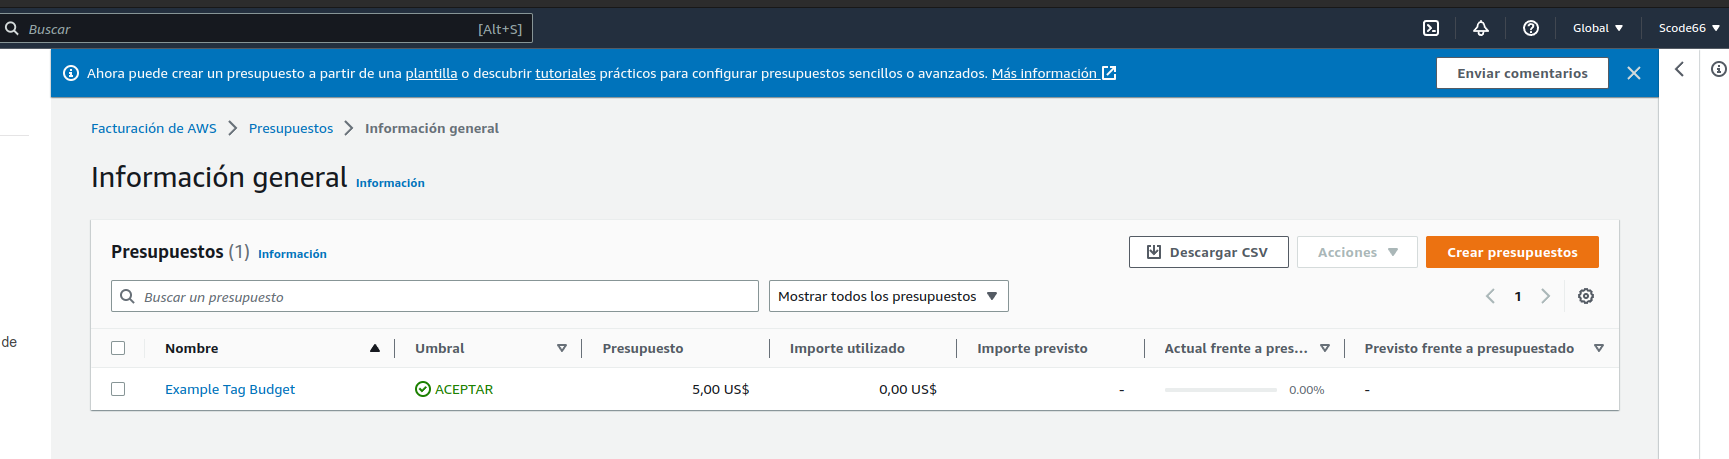 Buscar [Alt+S] Global Scode66
Ahora puede crear un presupuesto a partir de una plantilla o descubrir tutoriales prácticos para configurar presupuestos sencillos o avanzados. Más información Enviar comentarios
Facturación de AWS Presupuestos Información general
Información general Información
Presupuestos (1) Información Descargar CSV Acciones Crear presupuestos
Buscar un presupuesto Mostrar todos los presupuestos 1
de
Nombre Umbral Presupuesto Importe utilizado Importe previsto Actual frente a pres... Previsto frente a presupuestado
Example Tag Budget ACEPTAR 5,00 US$ 0,00 US$ - 0.00% -